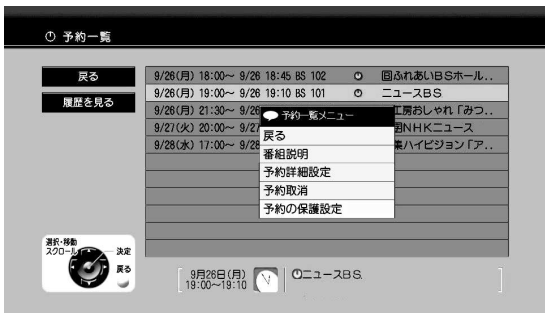 予約一覧
戻る
履歴を見る
9/26(月) 18:00～ 9/26 18:45 BS 102 回ふれあいBSホール..
9/26(月) 19:00～ 9/26 19:10 BS 101 ニュースBS
9/26(月) 21:30～ 9/26 工房おしゃれ「みつ..
9/27(火) 20:00～ 9/27 NHKニュース
9/28(水) 17:00～ 9/28 ハイビジョン「ア..
予約一覧メニュー
戻る
番組説明
予約詳細設定
予約取消
予約の保護設定
選択・移動
スクロール
決定
戻る
9月26日(月)
19:00～19:10
ニュースBS